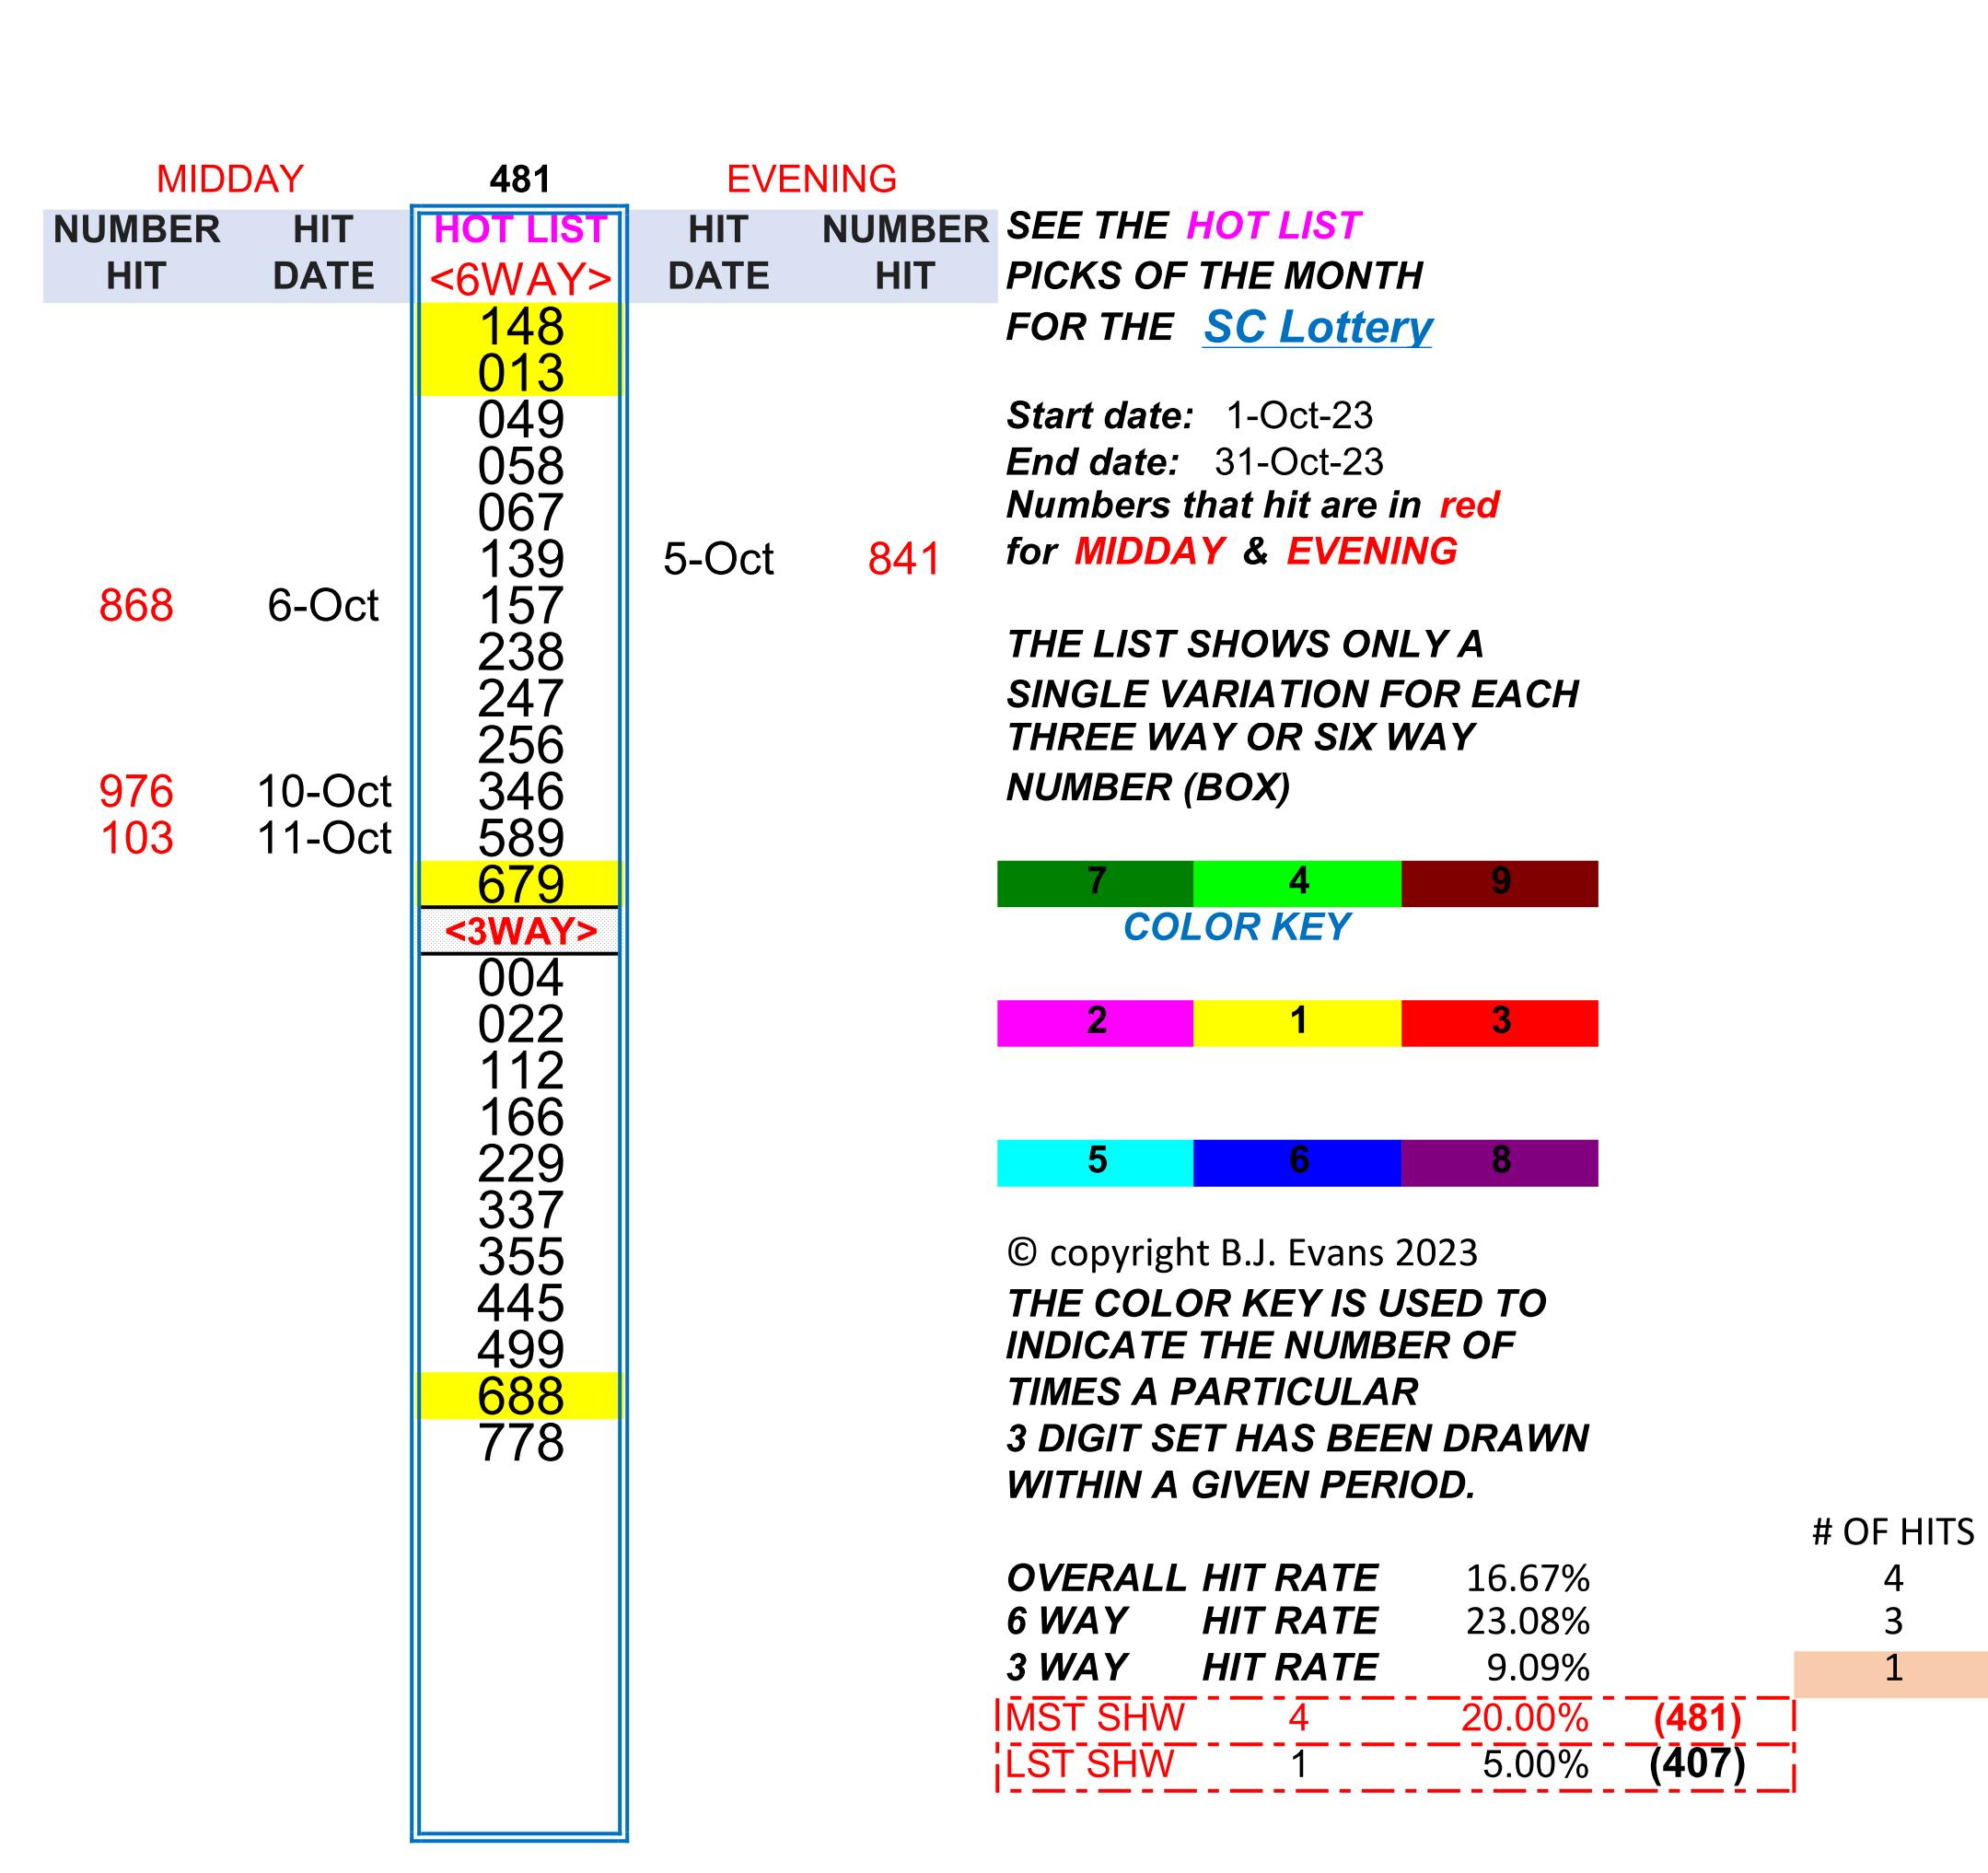 MIDDAY 481 EVENING
NUMBER HIT HOT LIST HIT NUMBER
HIT DATE <6WAY> DATE HIT
148
013
049
058
067
139 5-Oct 841
868 6-Oct 157
238
247
256
976 10-Oct 346
103 11-Oct 589
679
<3WAY>
004
022
112
166
229
337
355
445
499
688
778
SEE THE HOT LIST
PICKS OF THE MONTH
FOR THE SC Lottery
Start date: 1-Oct-23
End date: 31-Oct-23
Numbers that hit are in red
for MIDDAY & EVENING
THE LIST SHOWS ONLY A
SINGLE VARIATION FOR EACH
THREE WAY OR SIX WAY
NUMBER (BOX)
7 4 9
COLOR KEY
2 1 3
5 6 8
© copyright B.J. Evans 2023
THE COLOR KEY IS USED TO
INDICATE THE NUMBER OF
TIMES A PARTICULAR
3 DIGIT SET HAS BEEN DRAWN
WITHIN A GIVEN PERIOD.
# OF HITS
OVERALL HIT RATE 16.67% 4
6 WAY HIT RATE 23.08% 3
3 WAY HIT RATE 9.09% 1
MST SHW 4 20.00% (481)
LST SHW 1 5.00% (407)